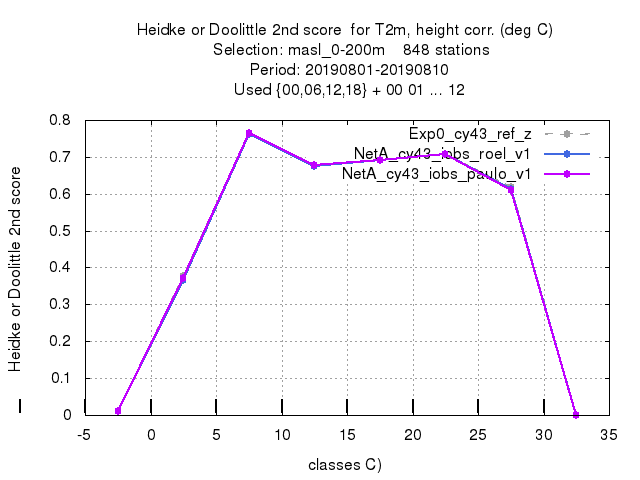 Heidke or Doolittle 2nd score  for T2m, height corr. (deg C)
Selection: masl_0-200m    848 stations
Period: 20190801-20190810
Used {00,06,12,18} + 00 01 ... 12
Exp0_cy43_ref_z
NetA_cy43_iobs_roel_v1
NetA_cy43_iobs_paulo_v1
0.8
0.7
0.6
0.5
0.4
0.3
0.2
0.1
0
Heidke or Doolittle 2nd score
-5 0 5 10 15 20 25 30 35
classes C)